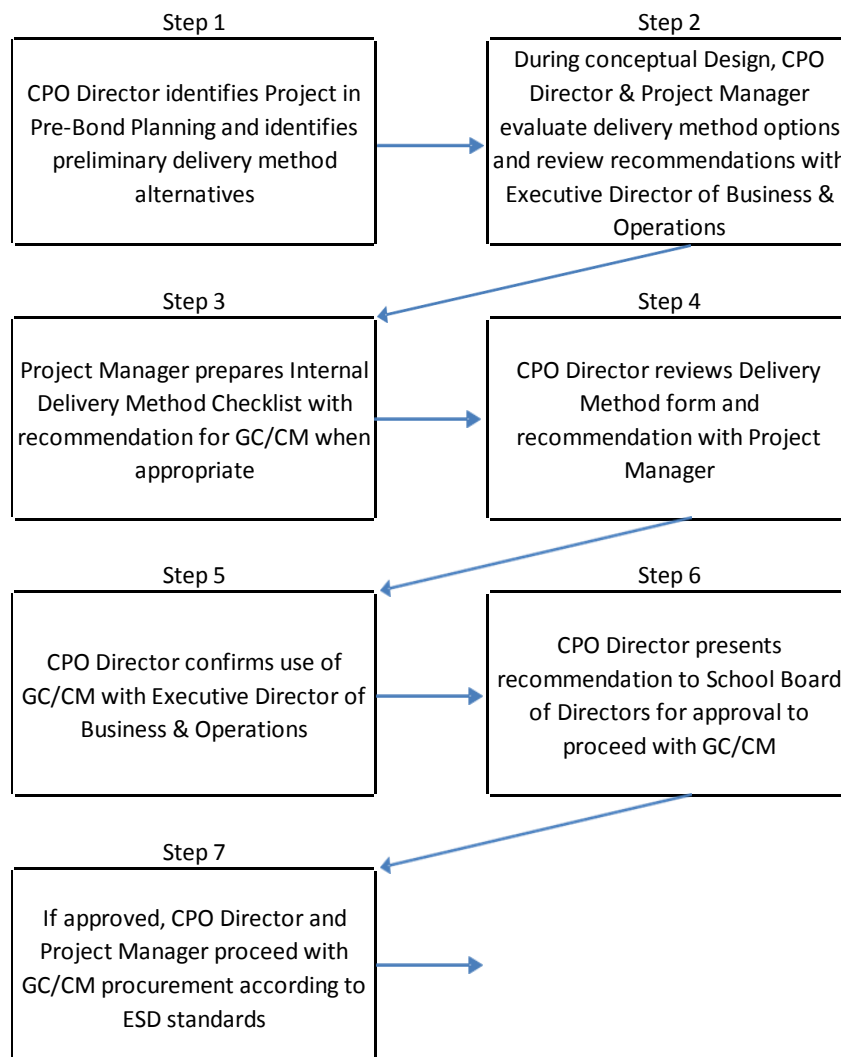 Step 1
CPO Director identifies Project in
Pre-Bond Planning and identifies
preliminary delivery method
alternatives
Step 2
During conceptual Design, CPO
Director & Project Manager
evaluate delivery method options
and review recommendations with
Executive Director of Business &
Operations
Step 3
Project Manager prepares Internal
Delivery Method Checklist with
recommendation for GC/CM when
appropriate
Step 4
CPO Director reviews Delivery
Method form and
recommendation with Project
Manager
Step 5
CPO Director confirms use of
GC/CM with Executive Director of
Business & Operations
Step 6
CPO Director presents
recommendation to School Board
of Directors for approval to
proceed with GC/CM
Step 7
If approved, CPO Director and
Project Manager proceed with
GC/CM procurement according to
ESD standards